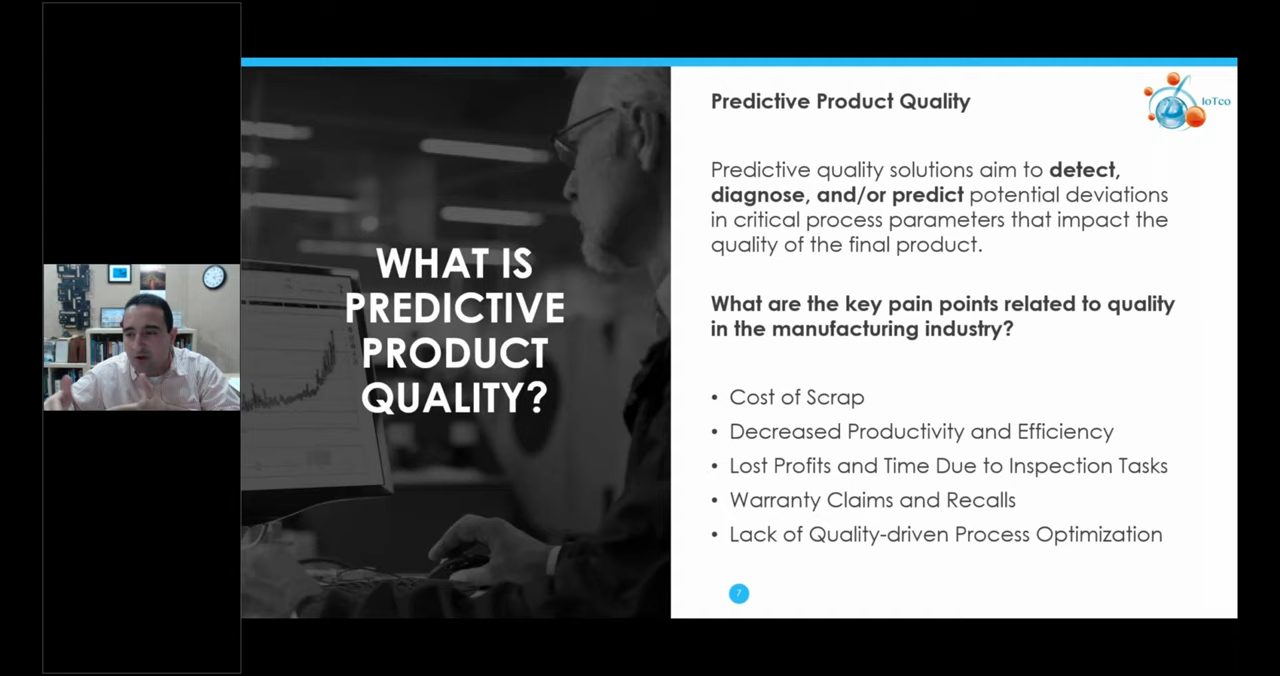 WHAT IS
PREDICTIVE
PRODUCT
QUALITY?
Predictive Product Quality
IoTco
Predictive quality solutions aim to detect,
diagnose, and/or predict potential deviations
in critical process parameters that impact the
quality of the final product.
What are the key pain points related to quality
in the manufacturing industry?
• Cost of Scrap
• Decreased Productivity and Efficiency
• Lost Profits and Time Due to Inspection Tasks
• Warranty Claims and Recalls
• Lack of Quality-driven Process Optimization
7